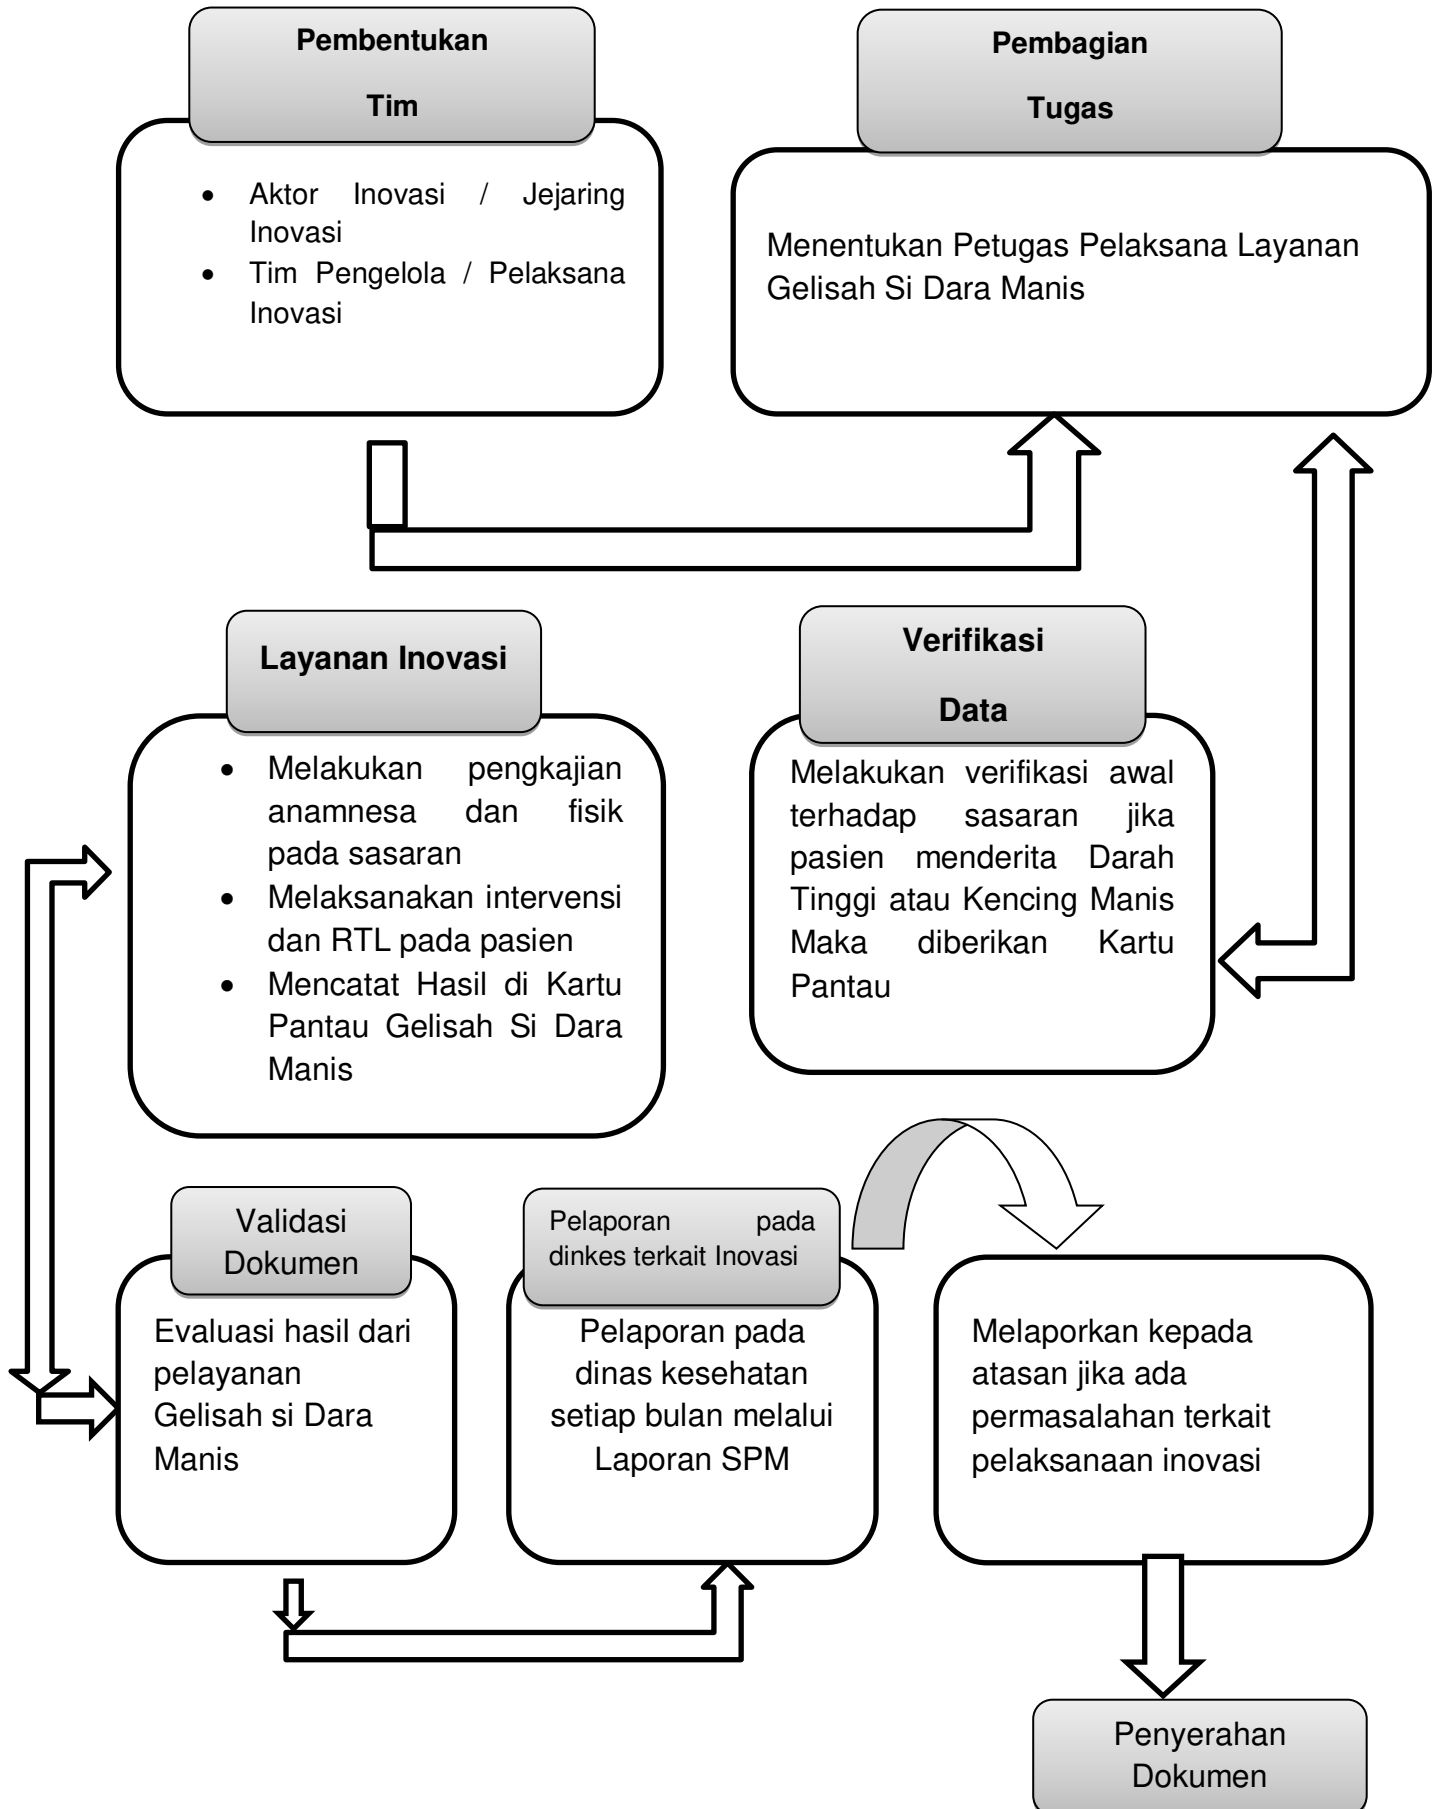 Pembentukan
Tim
• Aktor Inovasi / Jejaring
Inovasi
• Tim Pengelola / Pelaksana
Inovasi
Pembagian
Tugas
Menentukan Petugas Pelaksana Layanan
Gelisah Si Dara Manis
Layanan Inovasi
• Melakukan pengkajian
anamnesa dan fisik
pada sasaran
• Melaksanakan intervensi
dan RTL pada pasien
• Mencatat Hasil di Kartu
Pantau Gelisah Si Dara
Manis
Verifikasi
Data
Melakukan verifikasi awal
terhadap sasaran jika
pasien menderita Darah
Tinggi atau Kencing Manis
Maka diberikan Kartu
Pantau
Validasi
Dokumen
Evaluasi hasil dari
pelayanan
Gelisah si Dara
Manis
Pelaporan pada
dinkes terkait Inovasi
Pelaporan pada
dinas kesehatan
setiap bulan melalui
Laporan SPM
Melaporkan kepada
atasan jika ada
permasalahan terkait
pelaksanaan inovasi
Penyerahan
Dokumen